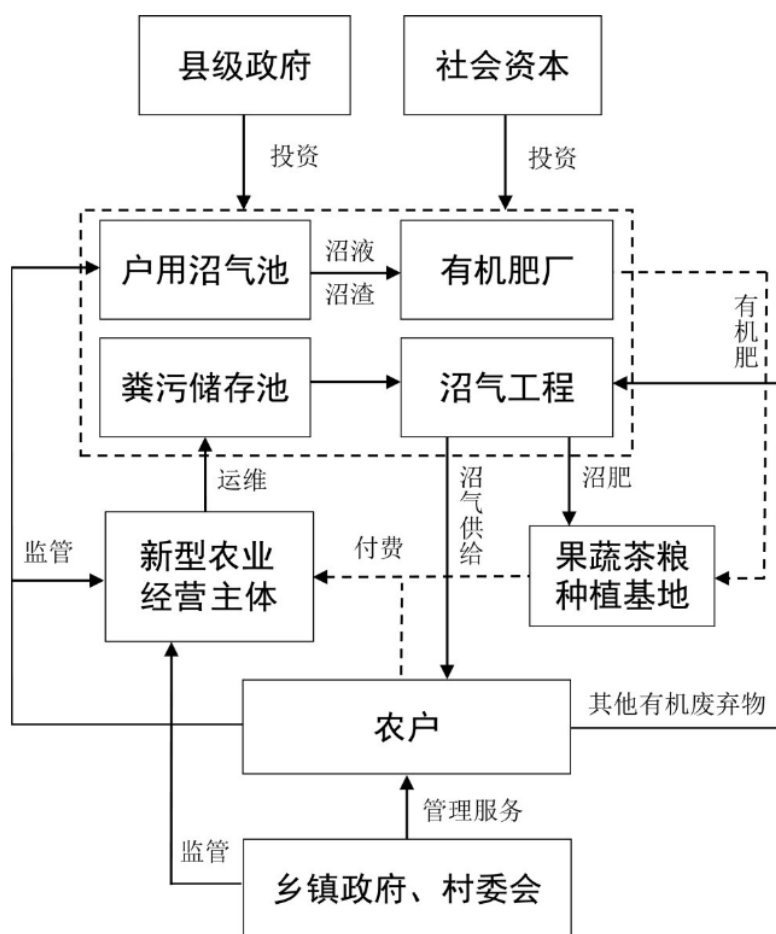 县级政府
社会资本
投资
投资
户用沼气池
沼液
沼渣
有机肥厂
有机肥
粪污储存池
沼气工程
运维
沼气供给
沼肥
监管
新型农业
经营主体
付费
果蔬茶粮
种植基地
农户
其他有机废弃物
管理服务
监管
乡镇政府、村委会